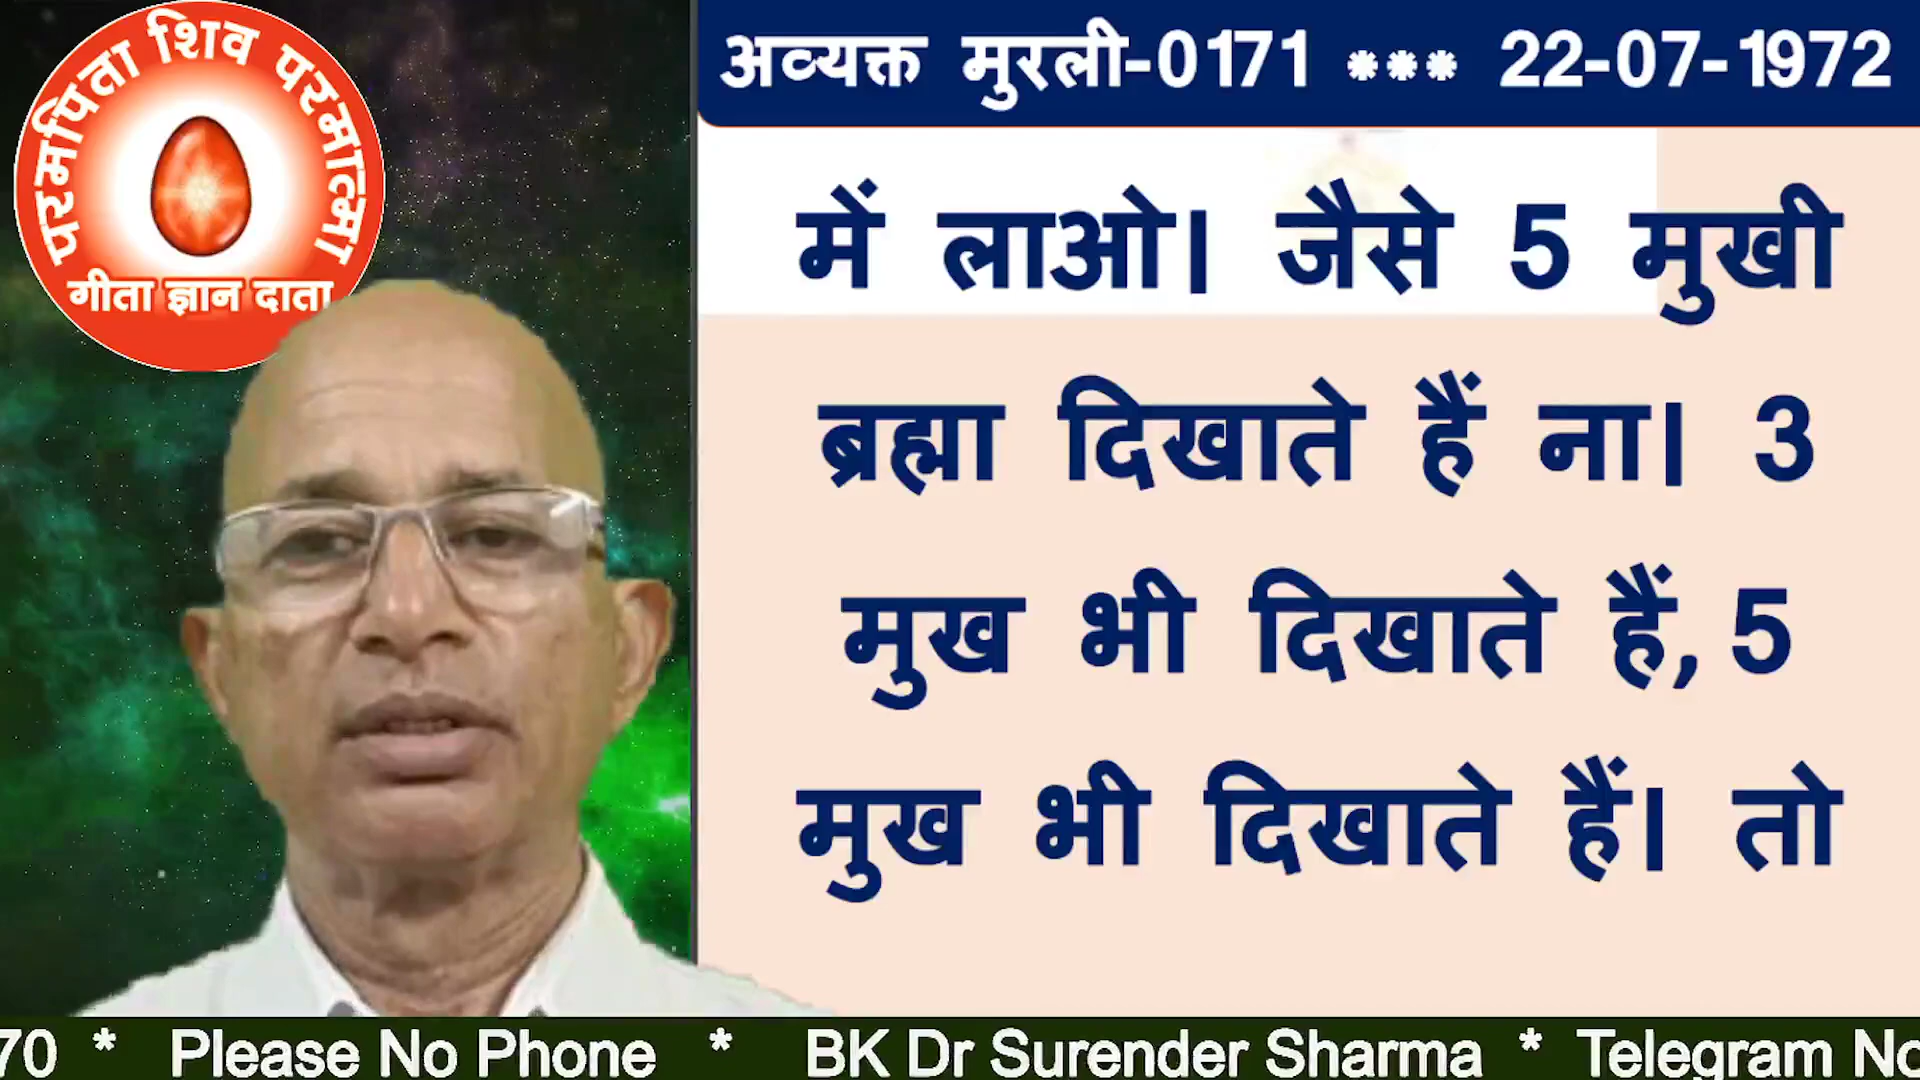 परमपिता शिव परमात्मा
गीता ज्ञान दाता
अव्यक्त मुरली-0171 *** 22-07-1972
में लाओ। जैसे 5 मुखी
ब्रह्मा दिखाते हैं ना। 3
मुख भी दिखाते हैं, 5
मुख भी दिखाते हैं। तो
70 * Please No Phone * BK Dr Surender Sharma * Telegram No